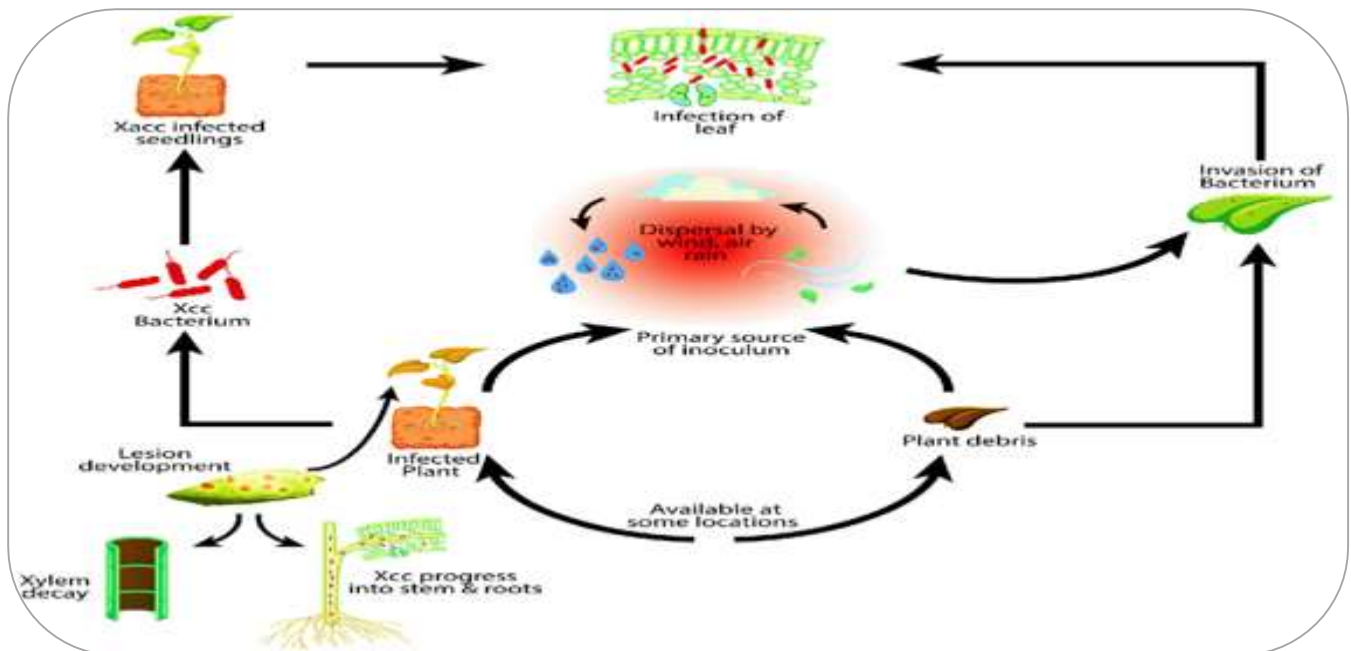 Xacc infected
seedlings
Infection of
leaf
Invasion of
Bacterium
Dispersal by
wind, air
rain
Xcc
Bacterium
Primary source
of inoculum
Lesion
development
Infected
Plant
Plant debris
Available at
some locations
Xylem
decay
Xcc progress
into stem & roots